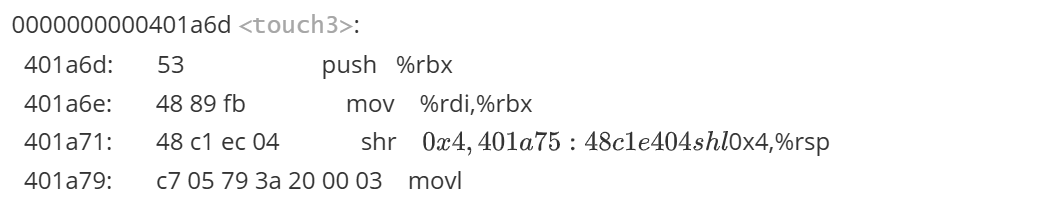 0000000000401a6d <touch3>:
401a6d: 53 push %rbx
401a6e: 48 89 fb mov %rdi,%rbx
401a71: 48 c1 ec 04 shr 0x4,401a75:48c1e404shl0x4,%rsp
401a79: c7 05 79 3a 20 00 03 movl